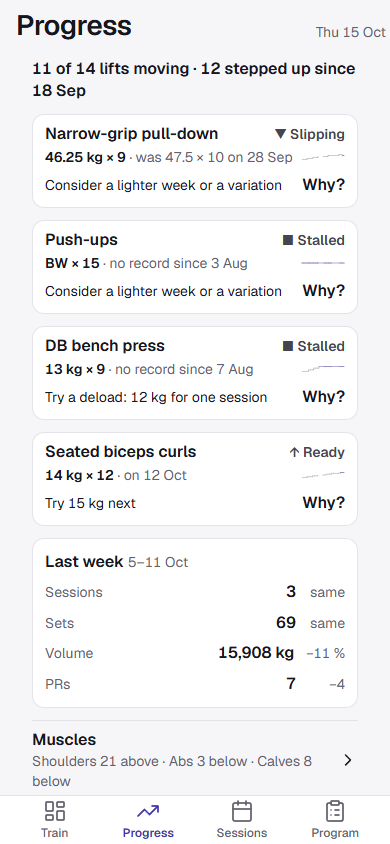 Progress
Thu 15 Oct
11 of 14 lifts moving · 12 stepped up since
18 Sep
Narrow-grip pull-down
▼ Slipping
46.25 kg × 9 · was 47.5 × 10 on 28 Sep
Consider a lighter week or a variation
Why?
Push-ups
■ Stalled
BW × 15 · no record since 3 Aug
Consider a lighter week or a variation
Why?
DB bench press
■ Stalled
13 kg × 9 · no record since 7 Aug
Try a deload: 12 kg for one session
Why?
Seated biceps curls
↑ Ready
14 kg × 12 · on 12 Oct
Try 15 kg next
Why?
Last week 5–11 Oct
Sessions 3 same
Sets 69 same
Volume 15,908 kg −11 %
PRs 7 −4
Muscles
Shoulders 21 above · Abs 3 below · Calves 8
below
Train
Progress
Sessions
Program